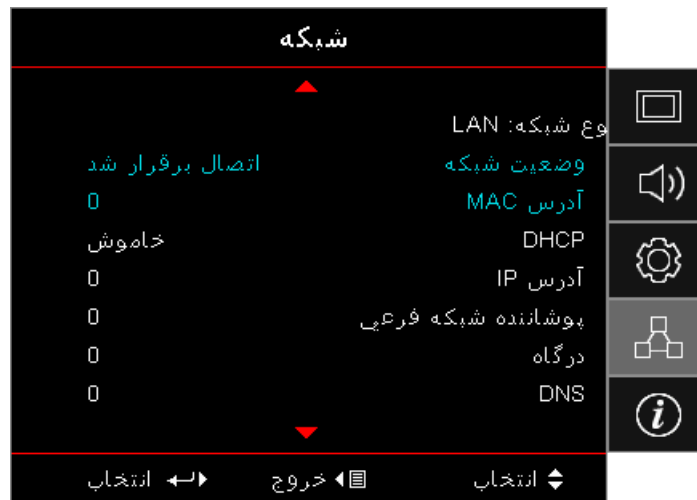 شبکه
وع شبکه: LAN
وضعیت شبکه اتصال برقرار شد
آدرس MAC 0
DHCP خاموش
آدرس IP 0
پوشاننده شبکه فرعی 0
درگاه 0
DNS 0
انتخاب خروج انتخاب